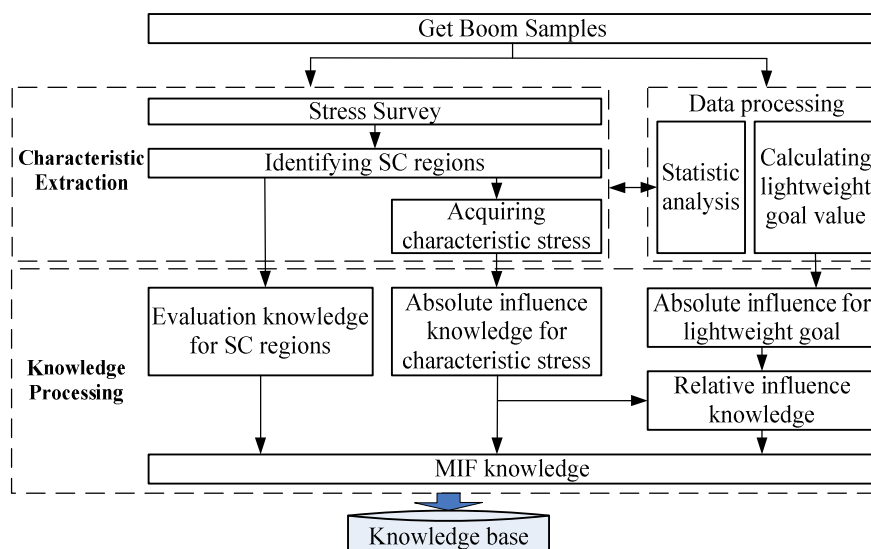 Get Boom Samples
Characteristic
Extraction
Stress Survey
Identifying SC regions
Acquiring
characteristic stress
Data processing
Statistic
analysis
Calculating
lightweight
goal value
Knowledge
Processing
Evaluation knowledge
for SC regions
Absolute influence
knowledge for
characteristic stress
Absolute influence for
lightweight goal
Relative influence
knowledge
MIF knowledge
Knowledge base